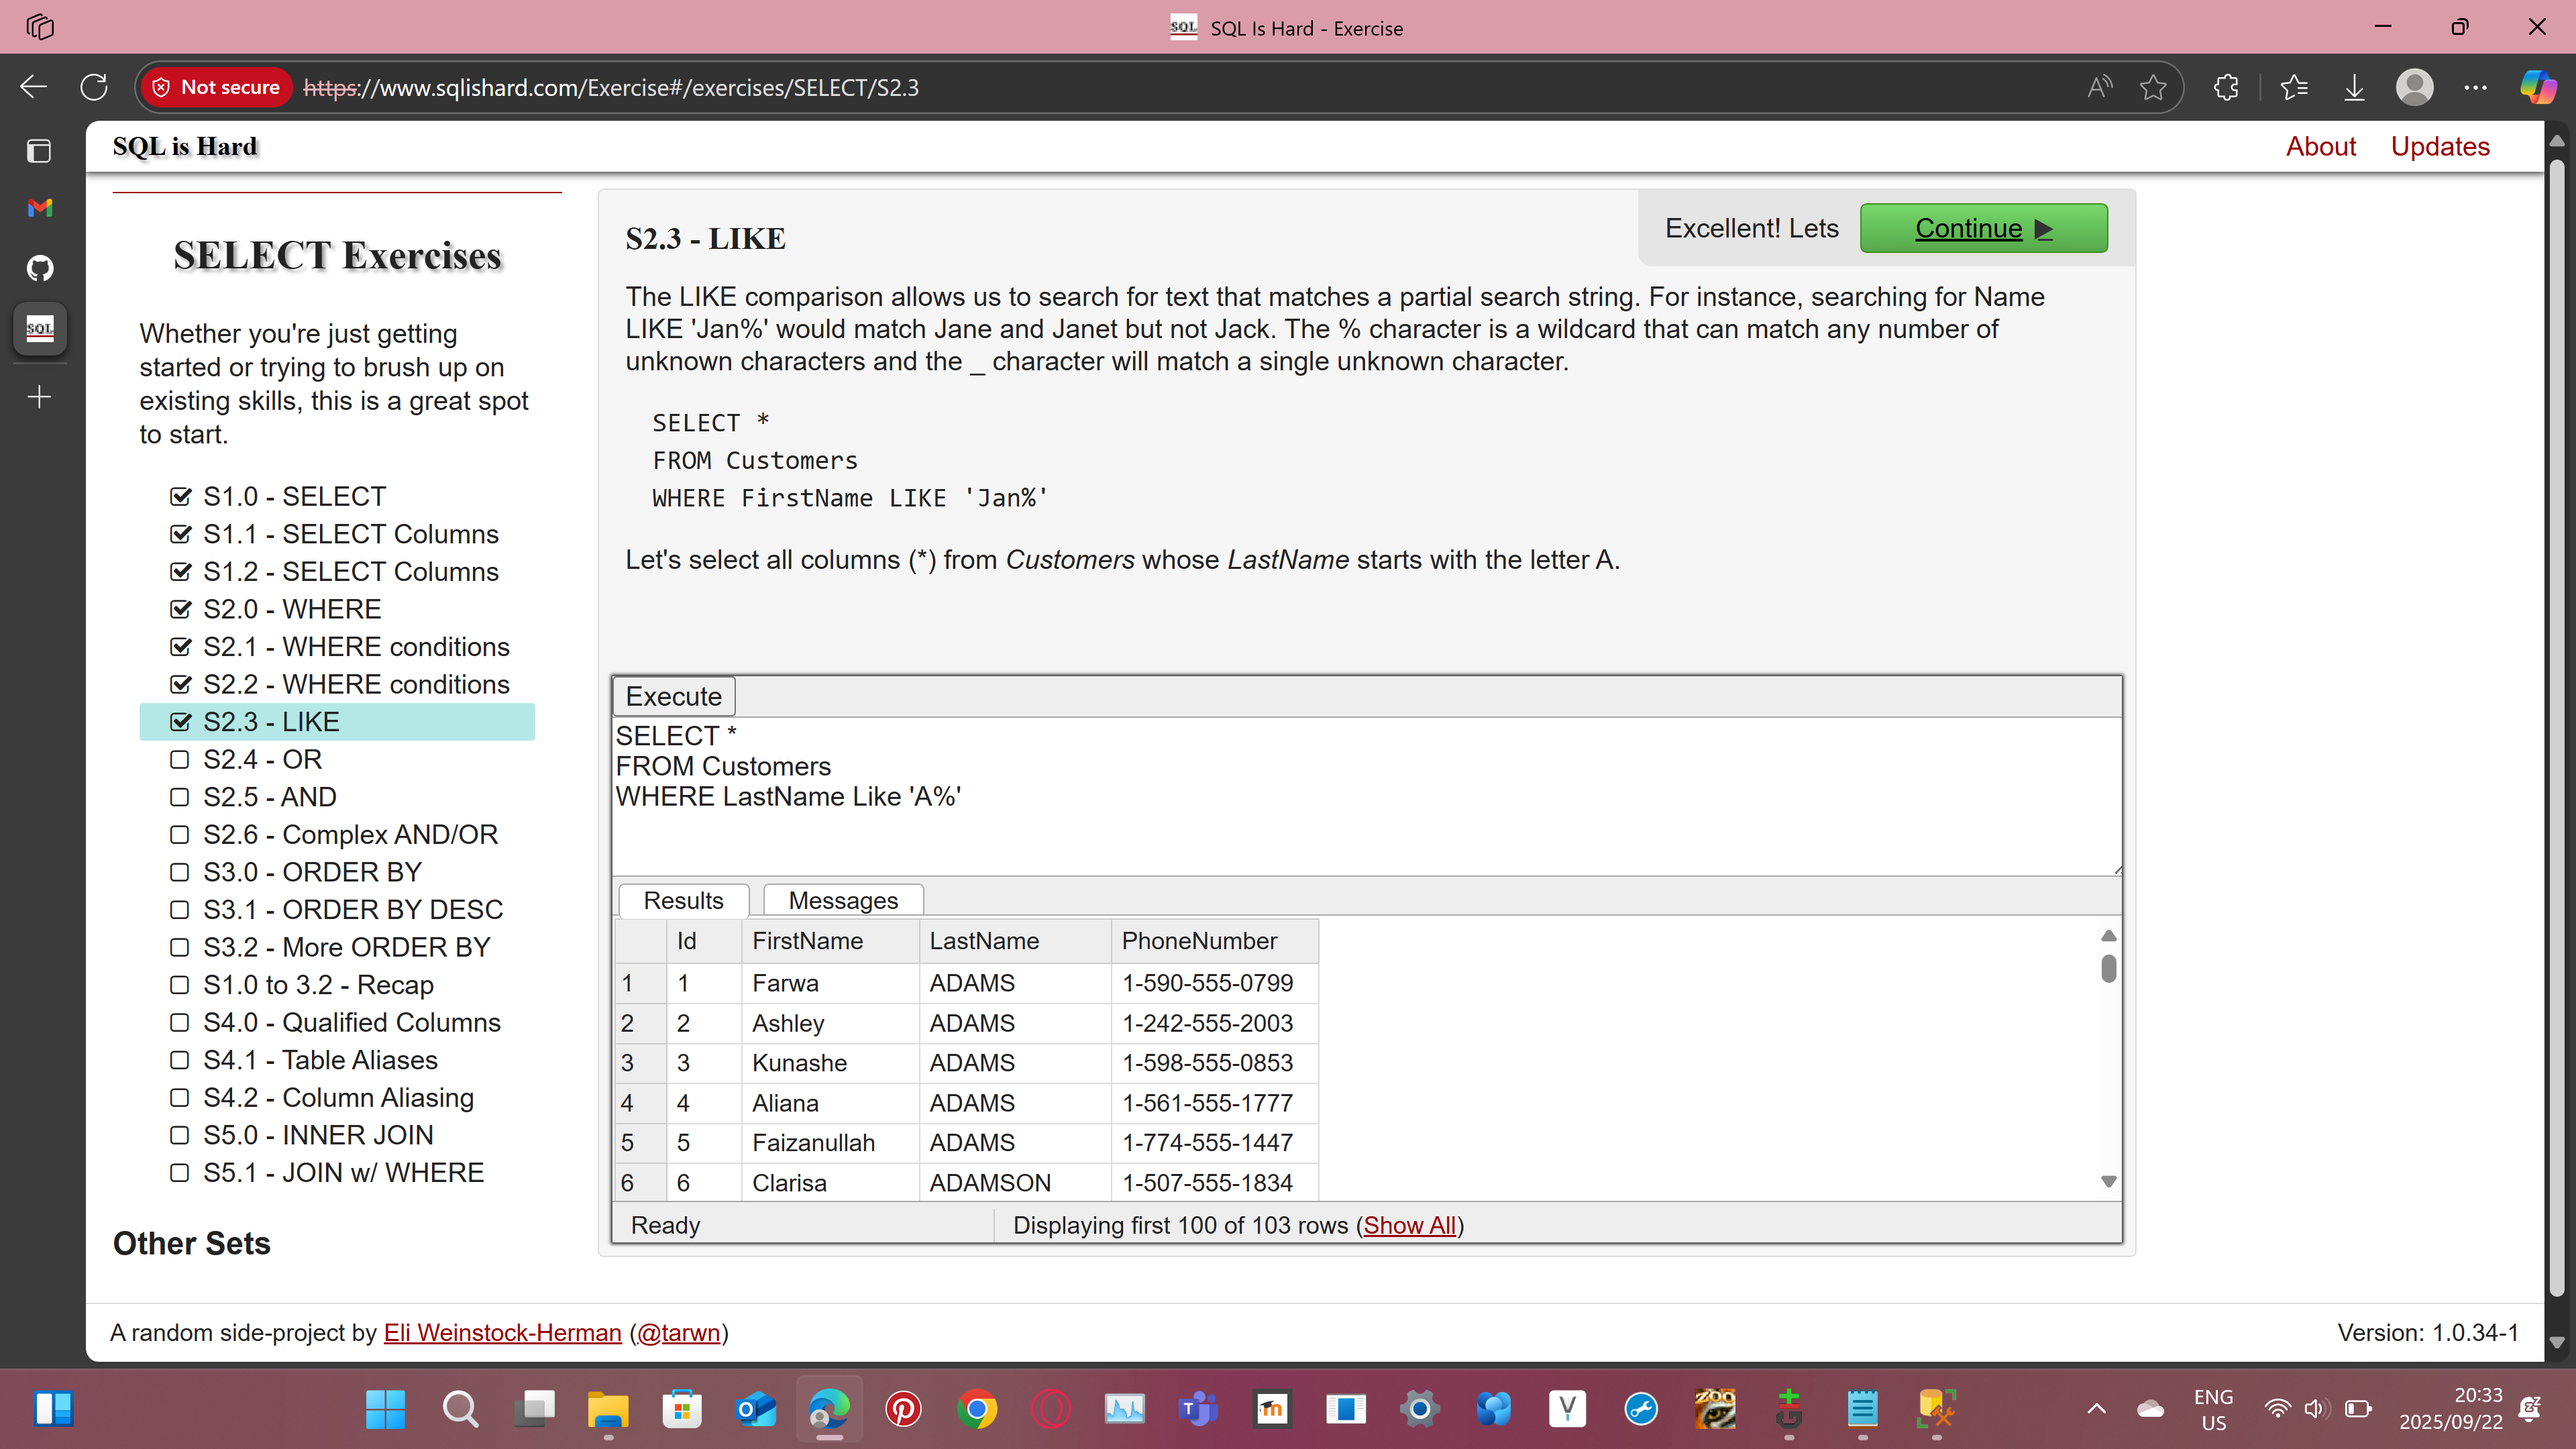 SQL Is Hard - Exercise
Not secure
https://www.sqlishard.com/Exercise#/exercises/SELECT/S2.3
SQL is Hard
About
Updates
SELECT Exercises
Whether you're just getting
started or trying to brush up on
existing skills, this is a great spot
to start.
S1.0 - SELECT
S1.1 - SELECT Columns
S1.2 - SELECT Columns
S2.0 - WHERE
S2.1 - WHERE conditions
S2.2 - WHERE conditions
S2.3 - LIKE
S2.4 - OR
S2.5 - AND
S2.6 - Complex AND/OR
S3.0 - ORDER BY
S3.1 - ORDER BY DESC
S3.2 - More ORDER BY
S1.0 to 3.2 - Recap
S4.0 - Qualified Columns
S4.1 - Table Aliases
S4.2 - Column Aliasing
S5.0 - INNER JOIN
S5.1 - JOIN w/ WHERE
Other Sets
S2.3 - LIKE
Excellent! Lets
Continue
The LIKE comparison allows us to search for text that matches a partial search string. For instance, searching for Name
LIKE 'Jan%' would match Jane and Janet but not Jack. The % character is a wildcard that can match any number of
unknown characters and the _ character will match a single unknown character.
SELECT *
FROM Customers
WHERE FirstName LIKE 'Jan%'
Let's select all columns (*) from Customers whose LastName starts with the letter A.
Execute
SELECT *
FROM Customers
WHERE LastName Like 'A%'
Results
Messages
Id FirstName LastName PhoneNumber
1 1 Farwa ADAMS 1-590-555-0799
2 2 Ashley ADAMS 1-242-555-2003
3 3 Kunashe ADAMS 1-598-555-0853
4 4 Aliana ADAMS 1-561-555-1777
5 5 Faizanullah ADAMS 1-774-555-1447
6 6 Clarisa ADAMSON 1-507-555-1834
Ready
Displaying first 100 of 103 rows (Show All)
A random side-project by Eli Weinstock-Herman (@tarwn)
Version: 1.0.34-1
ENG
US
20:33
2025/09/22